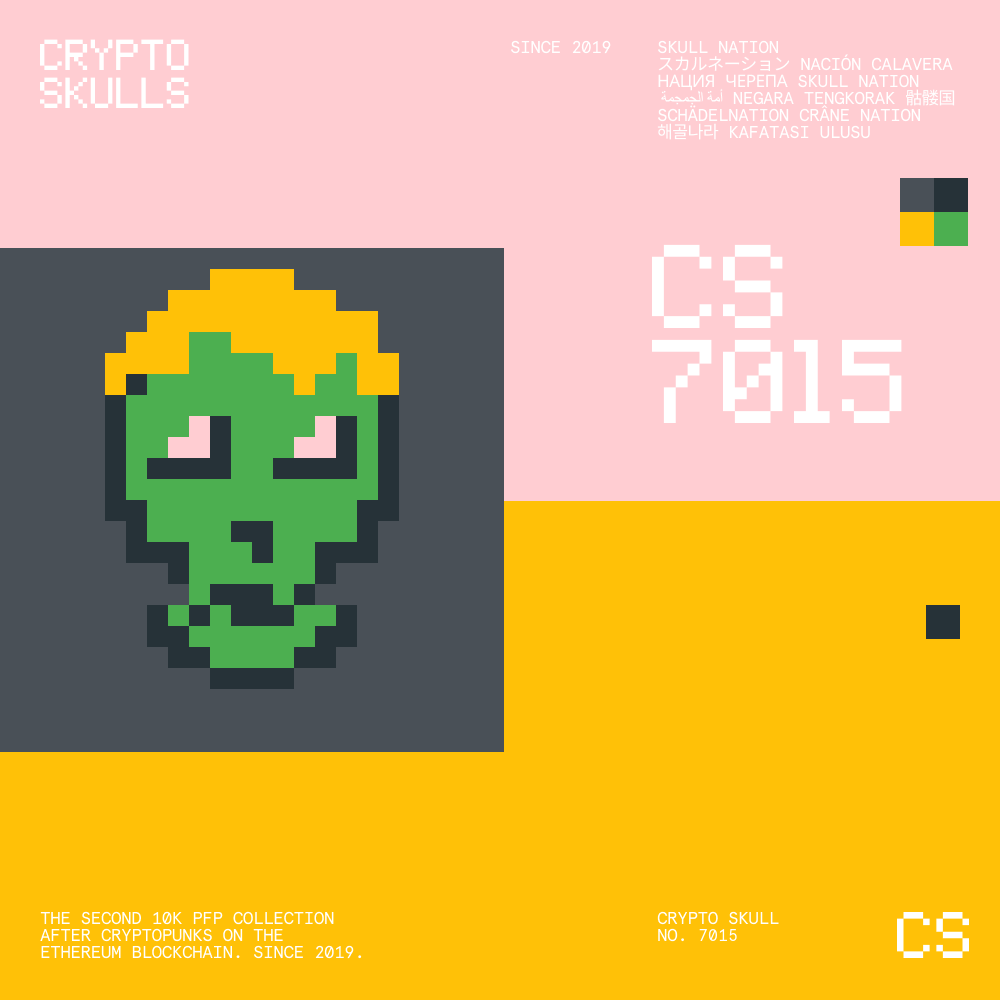 CRYPTO
SKULLS
SINCE 2019
SKULL NATION
スカルネーション NACIÓN CALAVERA
НАЦИЯ ЧЕРЕПА SKULL NATION
أمة الجمجمة NEGARA TENGKORAK 骷髅国
SCHÄDELNATION CRÂNE NATION
해골나라 KAFATASI ULUSU
CS
7015
THE SECOND 10K PFP COLLECTION
AFTER CRYPTOPUNKS ON THE
ETHEREUM BLOCKCHAIN. SINCE 2019.
CRYPTO SKULL
NO. 7015
CS